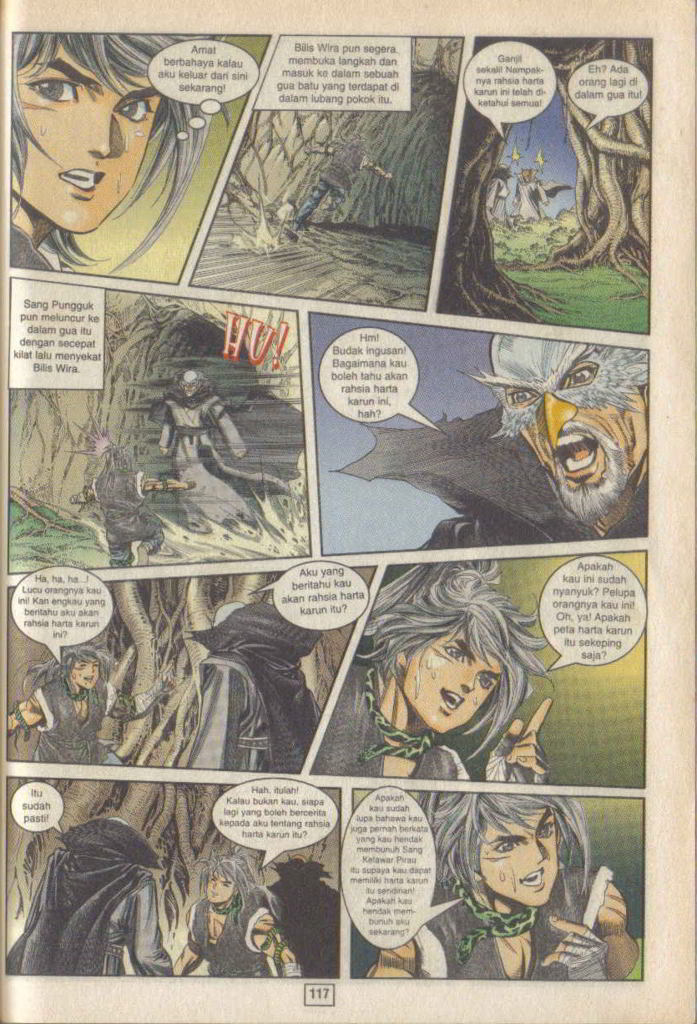 Amat
berbahaya kalau
aku keluar dari sini
sekarang!
Bilis Wira pun segera
membuka langkah dan
masuk ke dalam sebuah
gua batu yang terdapat di
dalam lubang pokok itu.
Ganjil
sekali! Nampak-
nya rahsia harta
karun ini telah di-
ketahui semua!
Eh? Ada
orang lagi di
dalam gua itu!
Sang Pungguk
pun meluncur ke
dalam gua itu
dengan secepat
kilat lalu menyekat
Bilis Wira.
HU!
Hm!
Budak ingusan!
Bagaimana kau
boleh tahu akan
rahsia harta
karun ini,
hah?
Ha, ha, ha...!
Lucu orangnya kau
ini! Kan engkau yang
beritahu aku akan
rahsia harta karun
ini?
Aku yang
beritahu kau
akan rahsia harta
karun itu?
Apakah
kau ini sudah
nyanyuk? Pelupa
orangnya kau ini!
Oh, ya! Apakah
peta harta karun
itu sekeping
saja?
Itu
sudah
pasti!
Hah, itulah!
Kalau bukan kau, siapa
lagi yang boleh bercerita
kepada aku tentang rahsia
harta karun itu?
Apakah
kau sudah
lupa bahawa kau
juga pernah berkata
yang kau hendak
membunuh Sang
Kelawar Pirau
itu supaya kau dapat
memiliki harta karun
itu sendirian!
Apakah kau
hendak mem-
bunuh aku
sekarang?
117